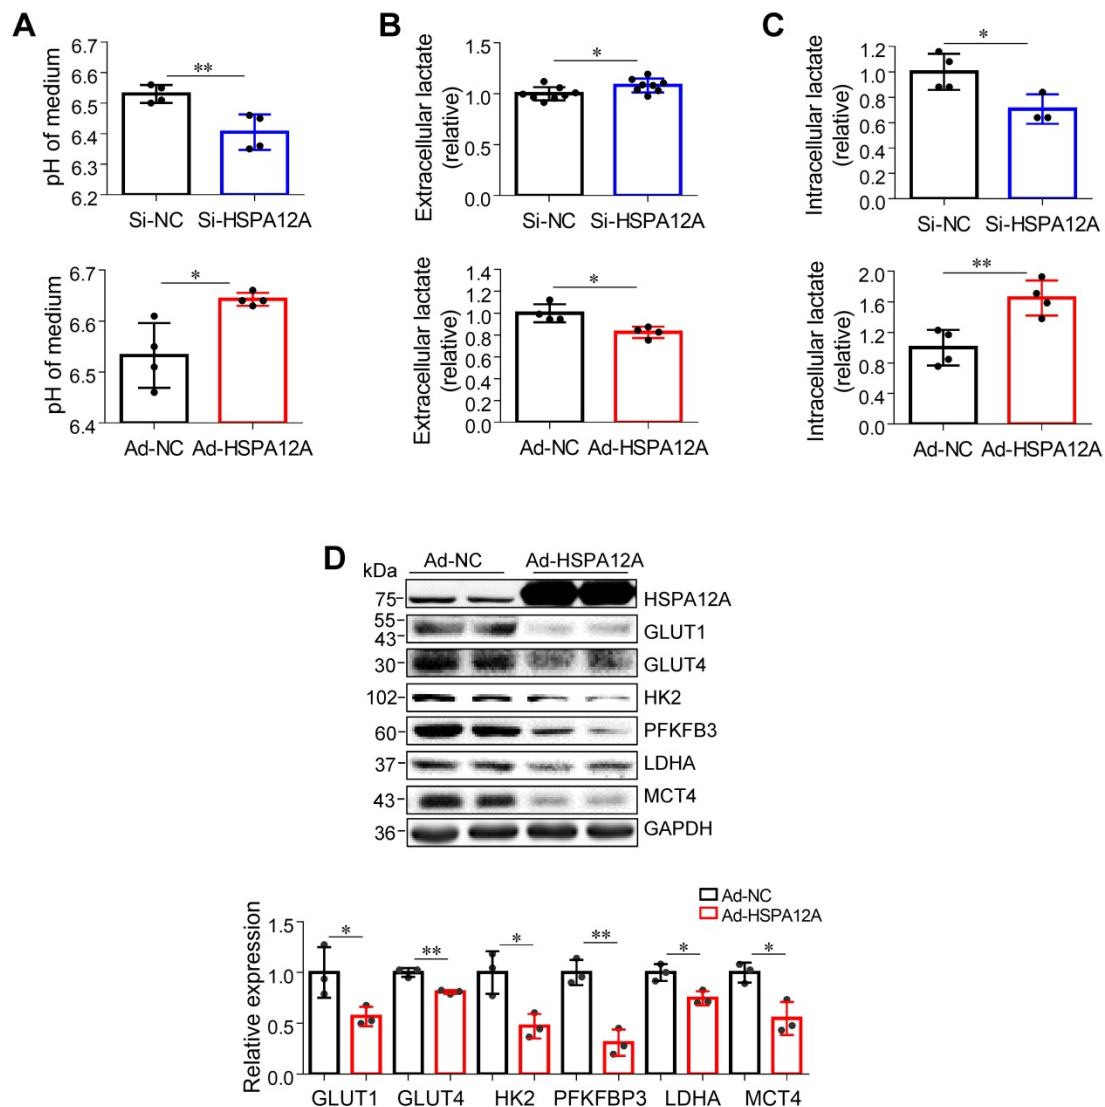 A
pH of medium
6.7
6.6
6.5
6.4
6.3
6.2
**
Si-NC Si-HSPA12A
pH of medium
6.7
6.6
6.5
6.4
*
Ad-NC Ad-HSPA12A
B
Extracellular lactate
(relative)
1.5
1.0
0.5
0.0
*
Si-NC Si-HSPA12A
Extracellular lactate
(relative)
1.4
1.2
1.0
0.8
0.6
0.4
0.2
0.0
*
Ad-NC Ad-HSPA12A
C
Intracellular lactate
(relative)
1.2
1.0
0.8
0.6
0.4
0.2
0.0
*
Si-NC Si-HSPA12A
Intracellular lactate
(relative)
2.0
1.6
1.2
0.8
0.4
0.0
**
Ad-NC Ad-HSPA12A
D
Ad-NC Ad-HSPA12A
kDa
75 HSPA12A
55
43 GLUT1
30 GLUT4
102 HK2
60 PFKFB3
37 LDHA
43 MCT4
36 GAPDH
Ad-NC
Ad-HSPA12A
Relative expression
1.5
1.0
0.5
0.0
* ** * ** * *
GLUT1 GLUT4 HK2 PFKFBP3 LDHA MCT4